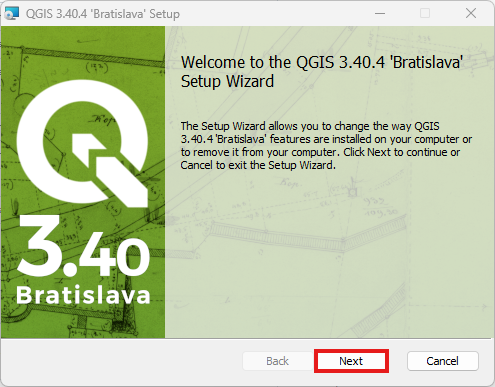 QGIS 3.40.4 'Bratislava' Setup
Welcome to the QGIS 3.40.4 'Bratislava'
Setup Wizard
The Setup Wizard allows you to change the way QGIS
3.40.4 'Bratislava' features are installed on your computer or
to remove it from your computer. Click Next to continue or
Cancel to exit the Setup Wizard.
3.40
Bratislava
Back
Next
Cancel